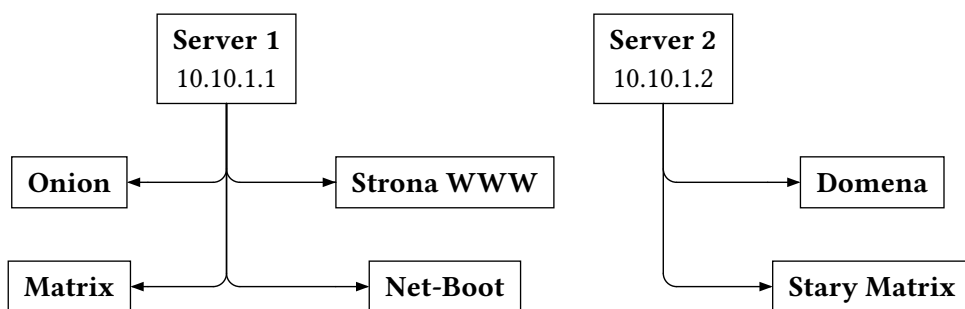 Server 1
10.10.1.1
Server 2
10.10.1.2
Onion
Strona WWW
Domena
Matrix
Net-Boot
Stary Matrix